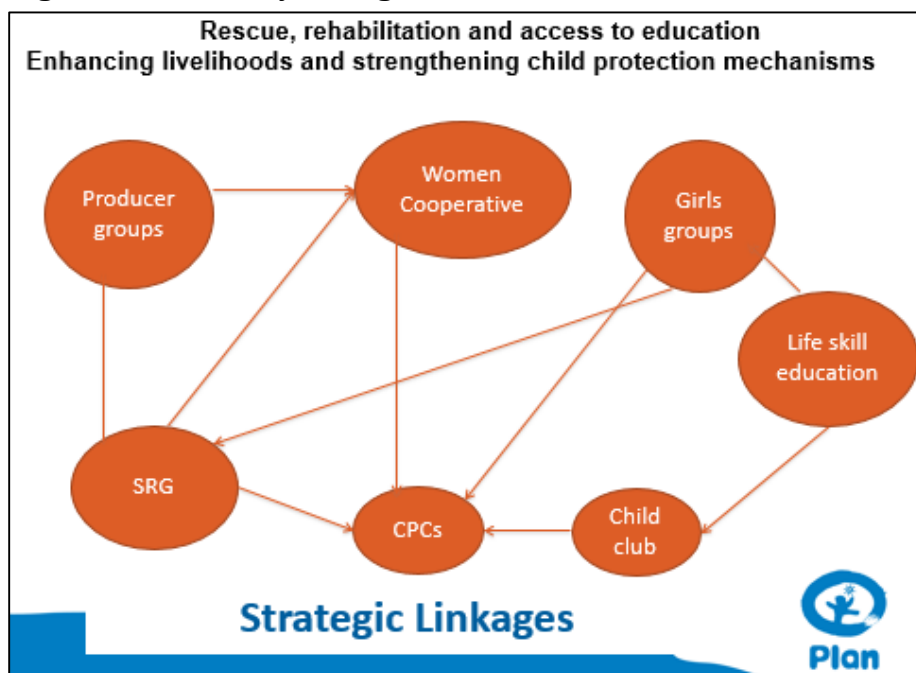 Rescue, rehabilitation and access to education
Enhancing livelihoods and strengthening child protection mechanisms
Producer
groups
Women
Cooperative
Girls
groups
Life skill
education
SRG
CPCs
Child
club
Strategic Linkages
Plan